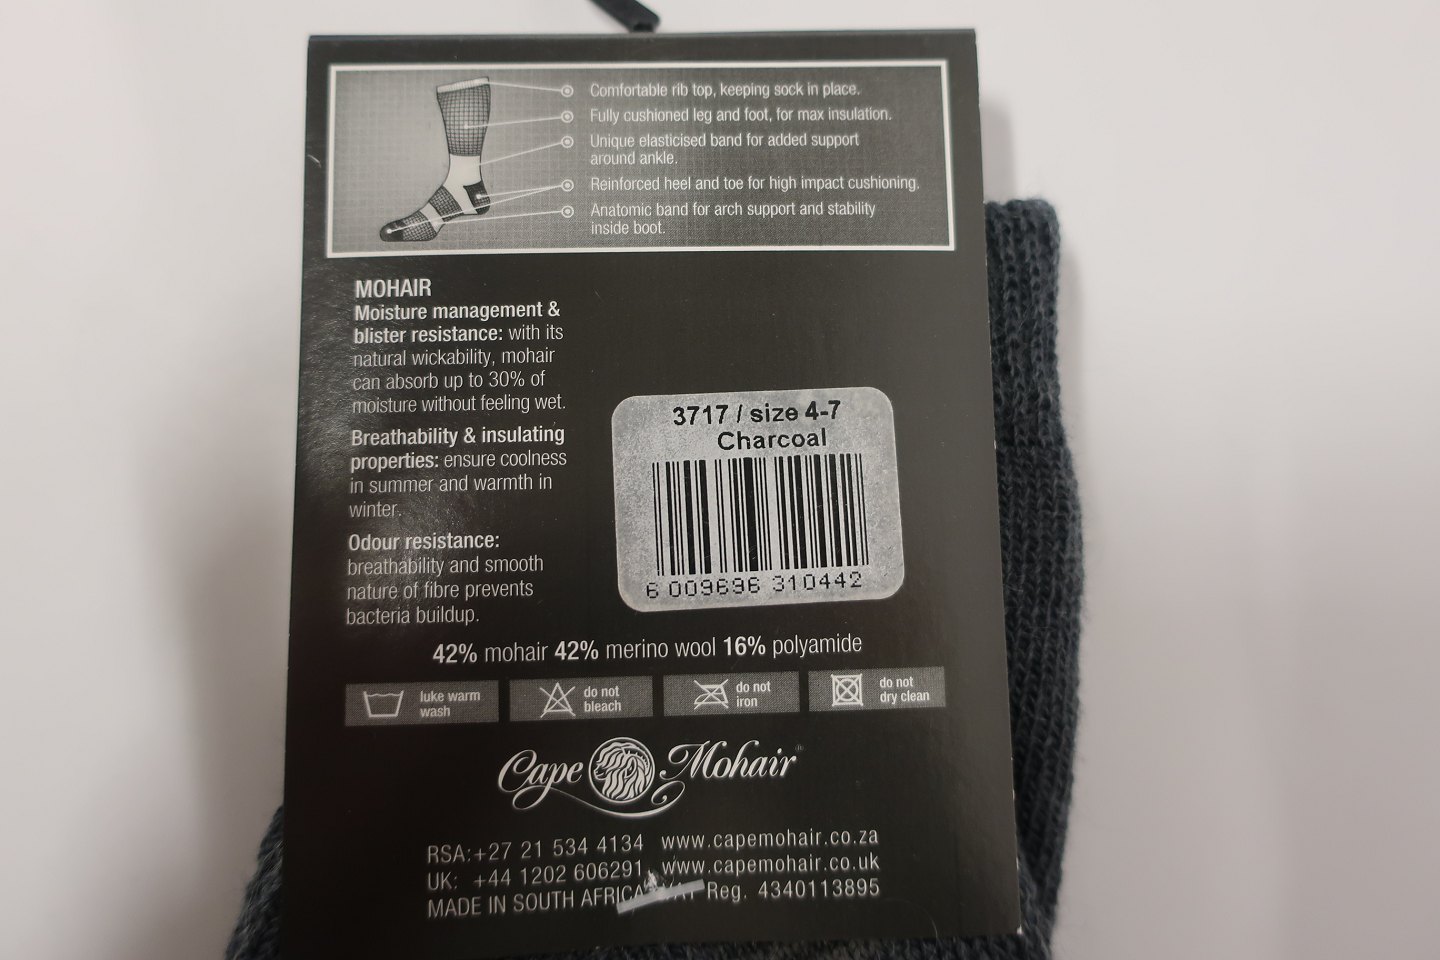 Comfortable rib top, keeping sock in place.
Fully cushioned leg and foot, for max insulation.
Unique elasticised band for added support
around ankle.
Reinforced heel and toe for high impact cushioning.
Anatomic band for arch support and stability
inside boot.
MOHAIR
Moisture management &
blister resistance: with its
natural wickability, mohair
can absorb up to 30% of
moisture without feeling wet.
Breathability & insulating
properties: ensure coolness
in summer and warmth in
winter.
Odour resistance:
breathability and smooth
nature of fibre prevents
bacteria buildup.
3717 / size 4-7
Charcoal
6 009696 310442
42% mohair 42% merino wool 16% polyamide
luke warm
wash
do not
bleach
do not
iron
do not
dry clean
Cape Mohair®
RSA:+27 21 534 4134 www.capemohair.co.za
UK: +44 1202 606291 www.capemohair.co.uk
MADE IN SOUTH AFRICA VAT Reg. 4340113895